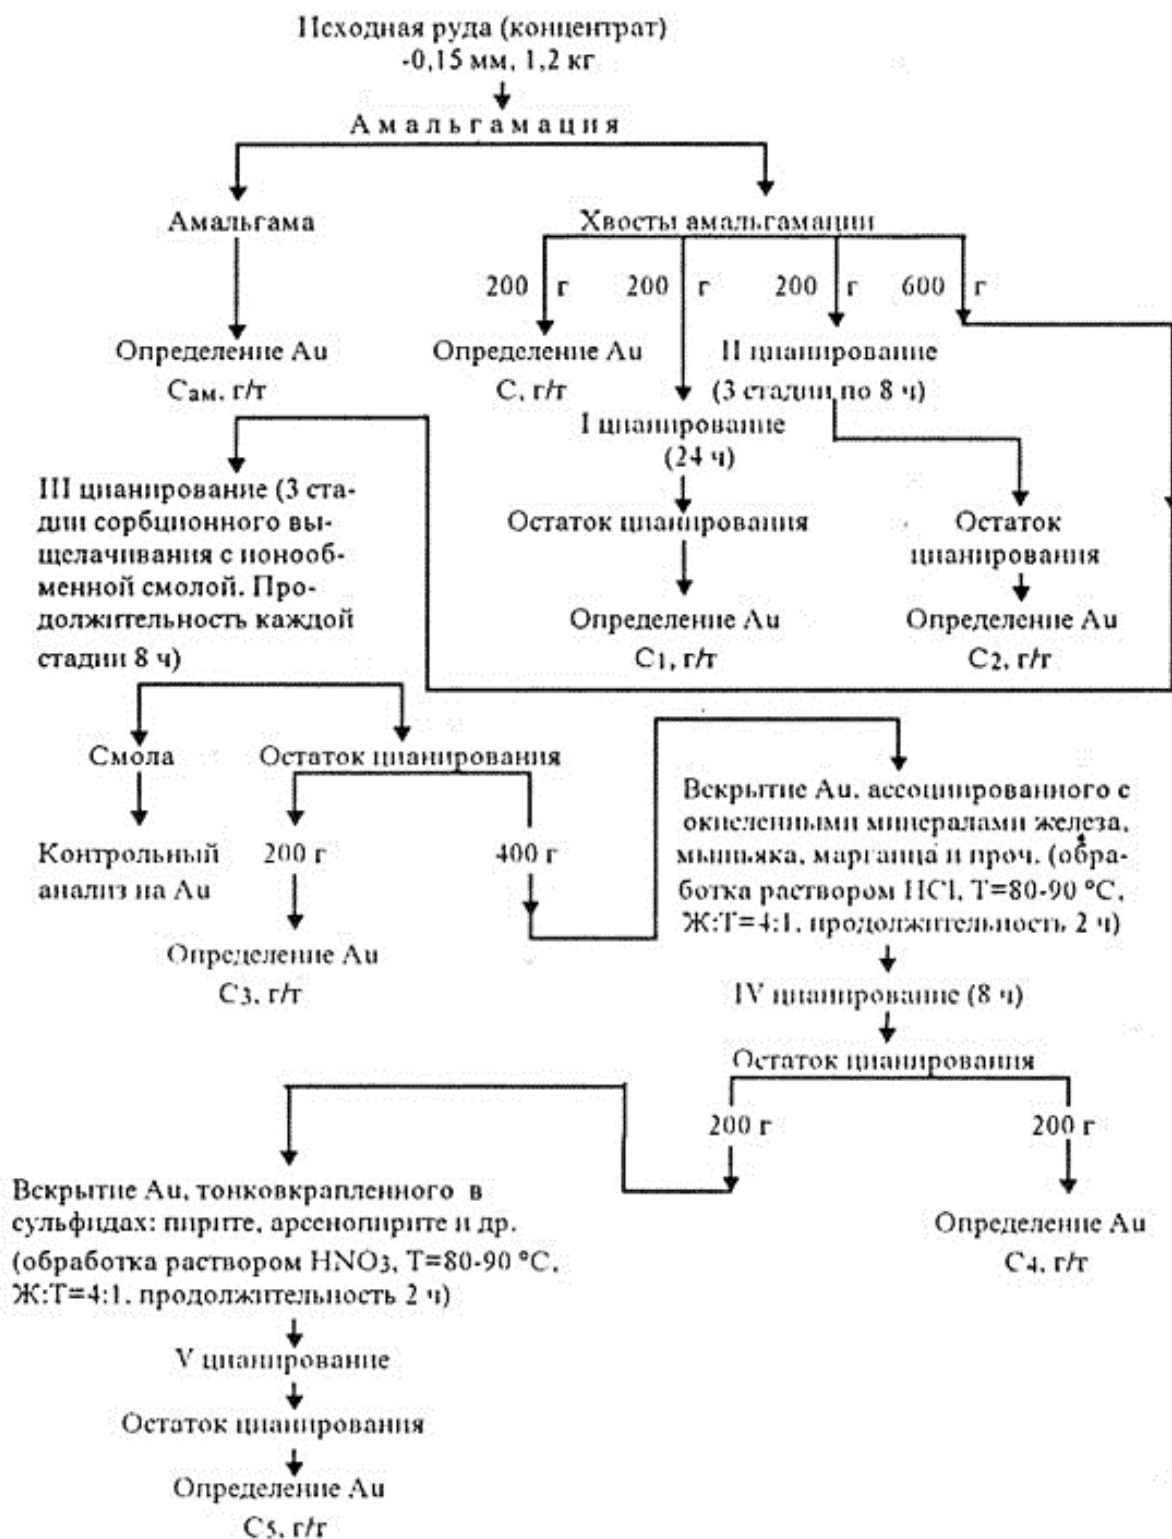 Исходная руда (концентрат)
-0,15 мм, 1,2 кг
Амальгамация
Амальгама
Хвосты амальгамации
200 г
200 г
200 г
600 г
Определение Au
Сам, г/т
Определение Au
С, г/т
II цианирование
(3 стадии по 8 ч)
I цианирование
(24 ч)
III цианирование (3 ста-
дии сорбционного вы-
щелачивания с ионооб-
менной смолой. Про-
должительность каждой
стадии 8 ч)
Остаток цианирования
Остаток
цианирования
Определение Au
С1, г/т
Определение Au
С2, г/г
Смола
Остаток цианирования
Контрольный
анализ на Au
200 г
400 г
Определение Au
С3, г/т
Вскрытие Au, ассоциированного с
окисленными минералами железа,
мышьяка, марганца и проч. (обра-
ботка раствором HCl, T=80-90 °C,
Ж:Т=4:1, продолжительность 2 ч)
IV цианирование (8 ч)
Остаток цианирования
200 г
200 г
Вскрытие Au, тонковкрапленного в
сульфидах: пирите, арсенопирите и др.
(обработка раствором HNO3, T=80-90 °C,
Ж:Т=4:1, продолжительность 2 ч)
Определение Au
С4, г/т
V цианирование
Остаток цианирования
Определение Au
С5, г/г